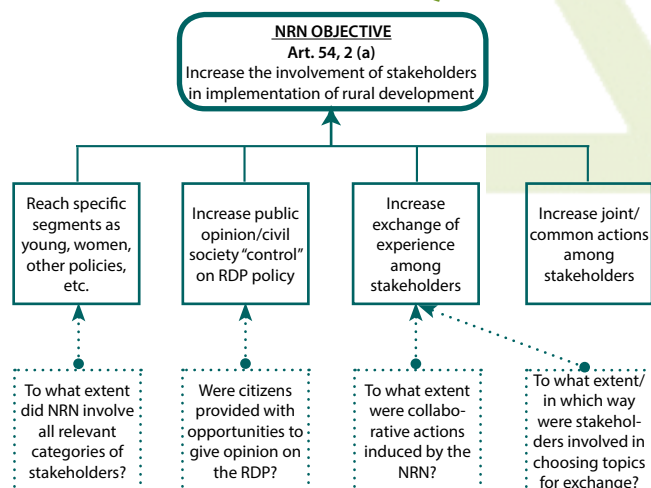 NRN OBJECTIVE
Art. 54, 2 (a)
Increase the involvement of stakeholders
in implementation of rural development
Reach specific
segments as
young, women,
other policies,
etc.
Increase public
opinion/civil
society “control”
on RDP policy
Increase
exchange of
experience
among
stakeholders
Increase joint/
common actions
among
stakeholders
To what extent
did NRN involve
all relevant
categories of
stakeholders?
Were citizens
provided with
opportunities to
give opinion on
the RDP?
To what extent
were collabo-
rative actions
induced by the
NRN?
To what extent/
in which way
were stakehol-
ders involved in
choosing topics
for exchange?